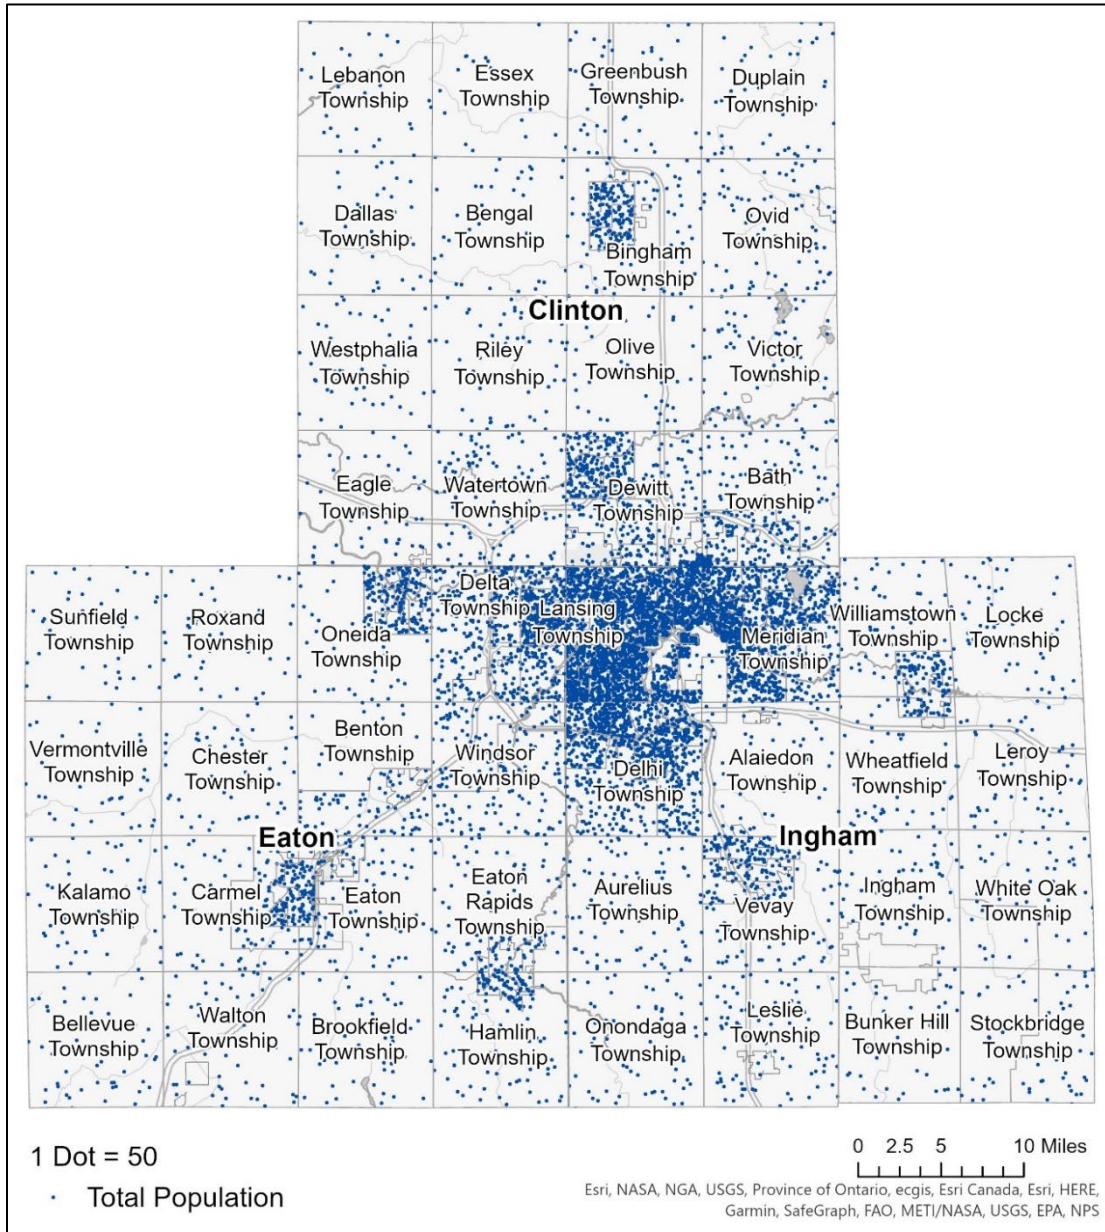 Lebanon
Township
Essex
Township
Greenbush
Township
Duplain
Township
Dallas
Township
Bengal
Township
Bingham
Township
Ovid
Township
Clinton
Westphalia
Township
Riley
Township
Olive
Township
Victor
Township
Eagle
Township
Watertown
Township
Dewitt
Township
Bath
Township
Sunfield
Township
Roxand
Township
Oneida
Township
Delta
Township
Lansing
Township
Meridian
Township
Williamstown
Township
Locke
Township
Vermontville
Township
Chester
Township
Benton
Township
Windsor
Township
Delhi
Township
Alaiedon
Township
Wheatfield
Township
Leroy
Township
Eaton
Ingham
Kalamo
Township
Carmel
Township
Eaton
Township
Eaton
Rapids
Township
Aurelius
Township
Vevay
Township
Ingham
Township
White Oak
Township
Bellevue
Township
Walton
Township
Brookfield
Township
Hamlin
Township
Onondaga
Township
Leslie
Township
Bunker Hill
Township
Stockbridge
Township
1 Dot = 50
Total Population
0 2.5 5 10 Miles
Esri, NASA, NGA, USGS, Province of Ontario, ecgis, Esri Canada, Esri, HERE,
Garmin, SafeGraph, FAO, METI/NASA, USGS, EPA, NPS